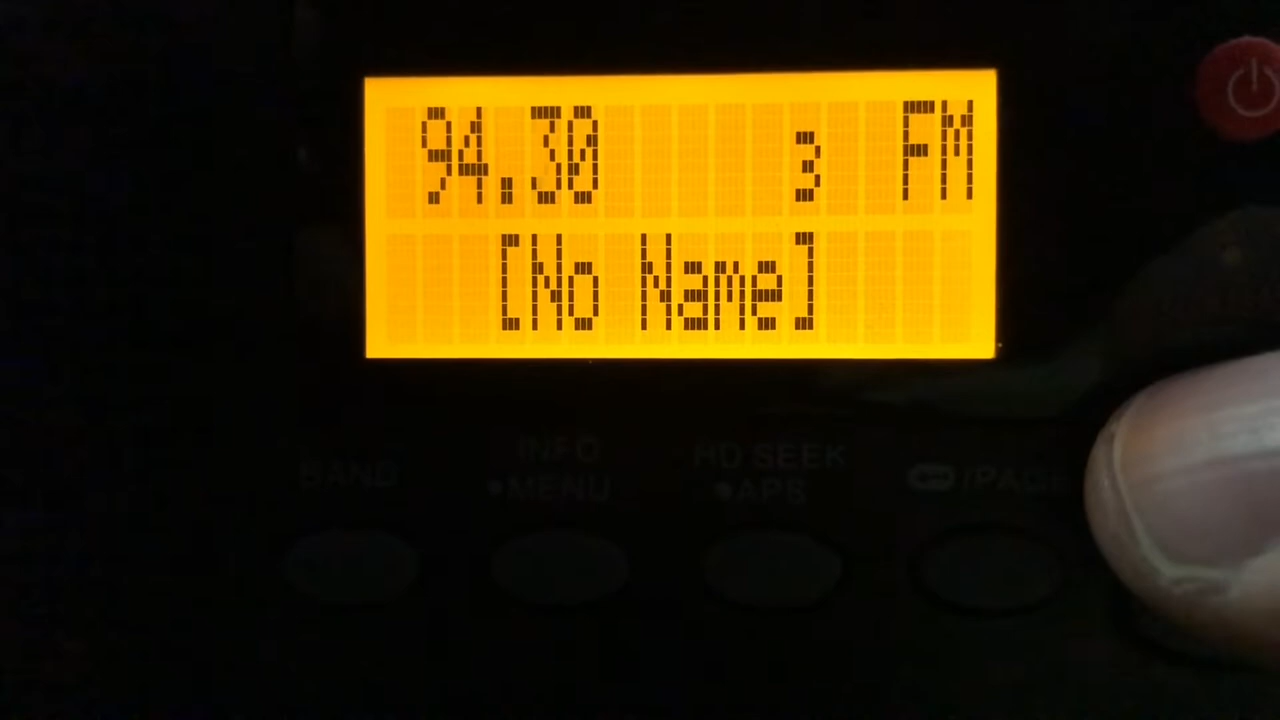 94.30 3 FM
[No Name]
BAND
INFO
•MENU
HD SEEK
•APS
/PAGE